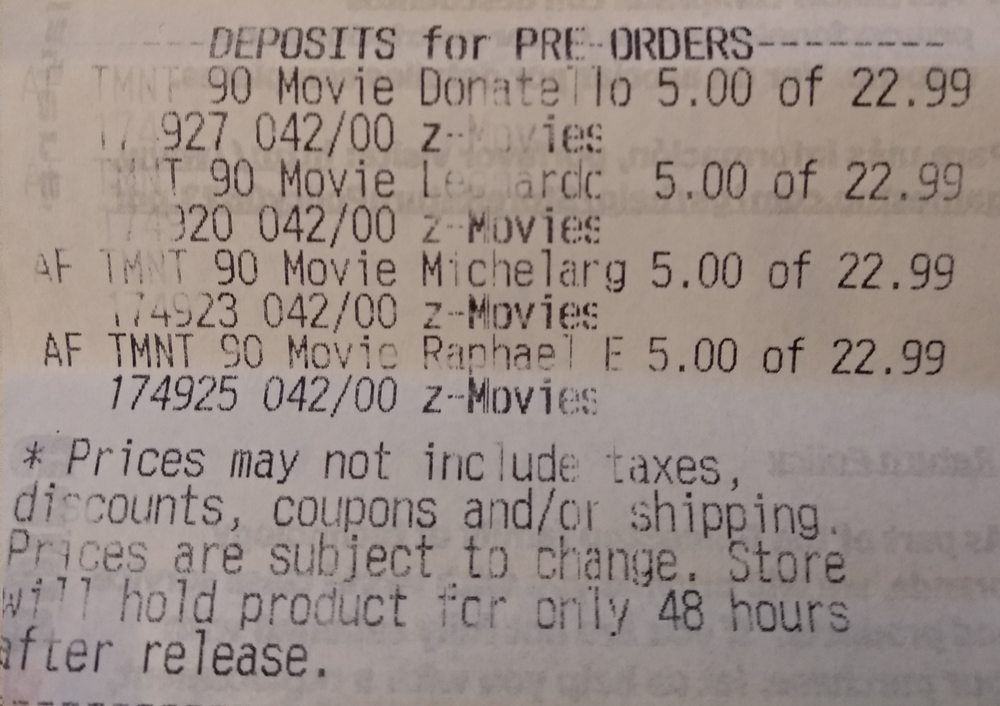 ---DEPOSITS for PRE-ORDERS--------
AF TMNT 90 Movie Donatello 5.00 of 22.99
174927 042/00 z-Movies
TMNT 90 Movie Leonardo 5.00 of 22.99
174920 042/00 z-Movies
AF TMNT 90 Movie Michelang 5.00 of 22.99
174923 042/00 z-Movies
AF TMNT 90 Movie Raphael E 5.00 of 22.99
174925 042/00 z-Movies
* Prices may not include taxes,
discounts, coupons and/or shipping.
Prices are subject to change. Store
will hold product for only 48 hours
after release.